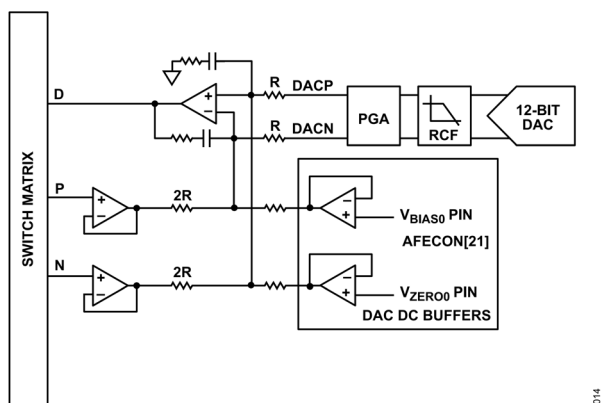 SWITCH MATRIX
D
R
DACP
R
DACN
PGA
RCF
12-BIT
DAC
P
2R
VBIAS0 PIN
AFECON[21]
N
2R
VZERO0 PIN
DAC DC BUFFERS
+
−
+
−
−
+
+
−
−
+
014